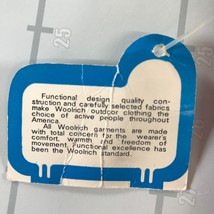 Functional design quality con-
struction and carefully selected fabrics
make Woolrich outdoor clothing the
choice of active people throughout
America.
All Woolrich garments are made
with total concern for the wearer's
comfort, warmth and freedom of
movement. Functional excellence has
been the Woolrich standard.
25
25